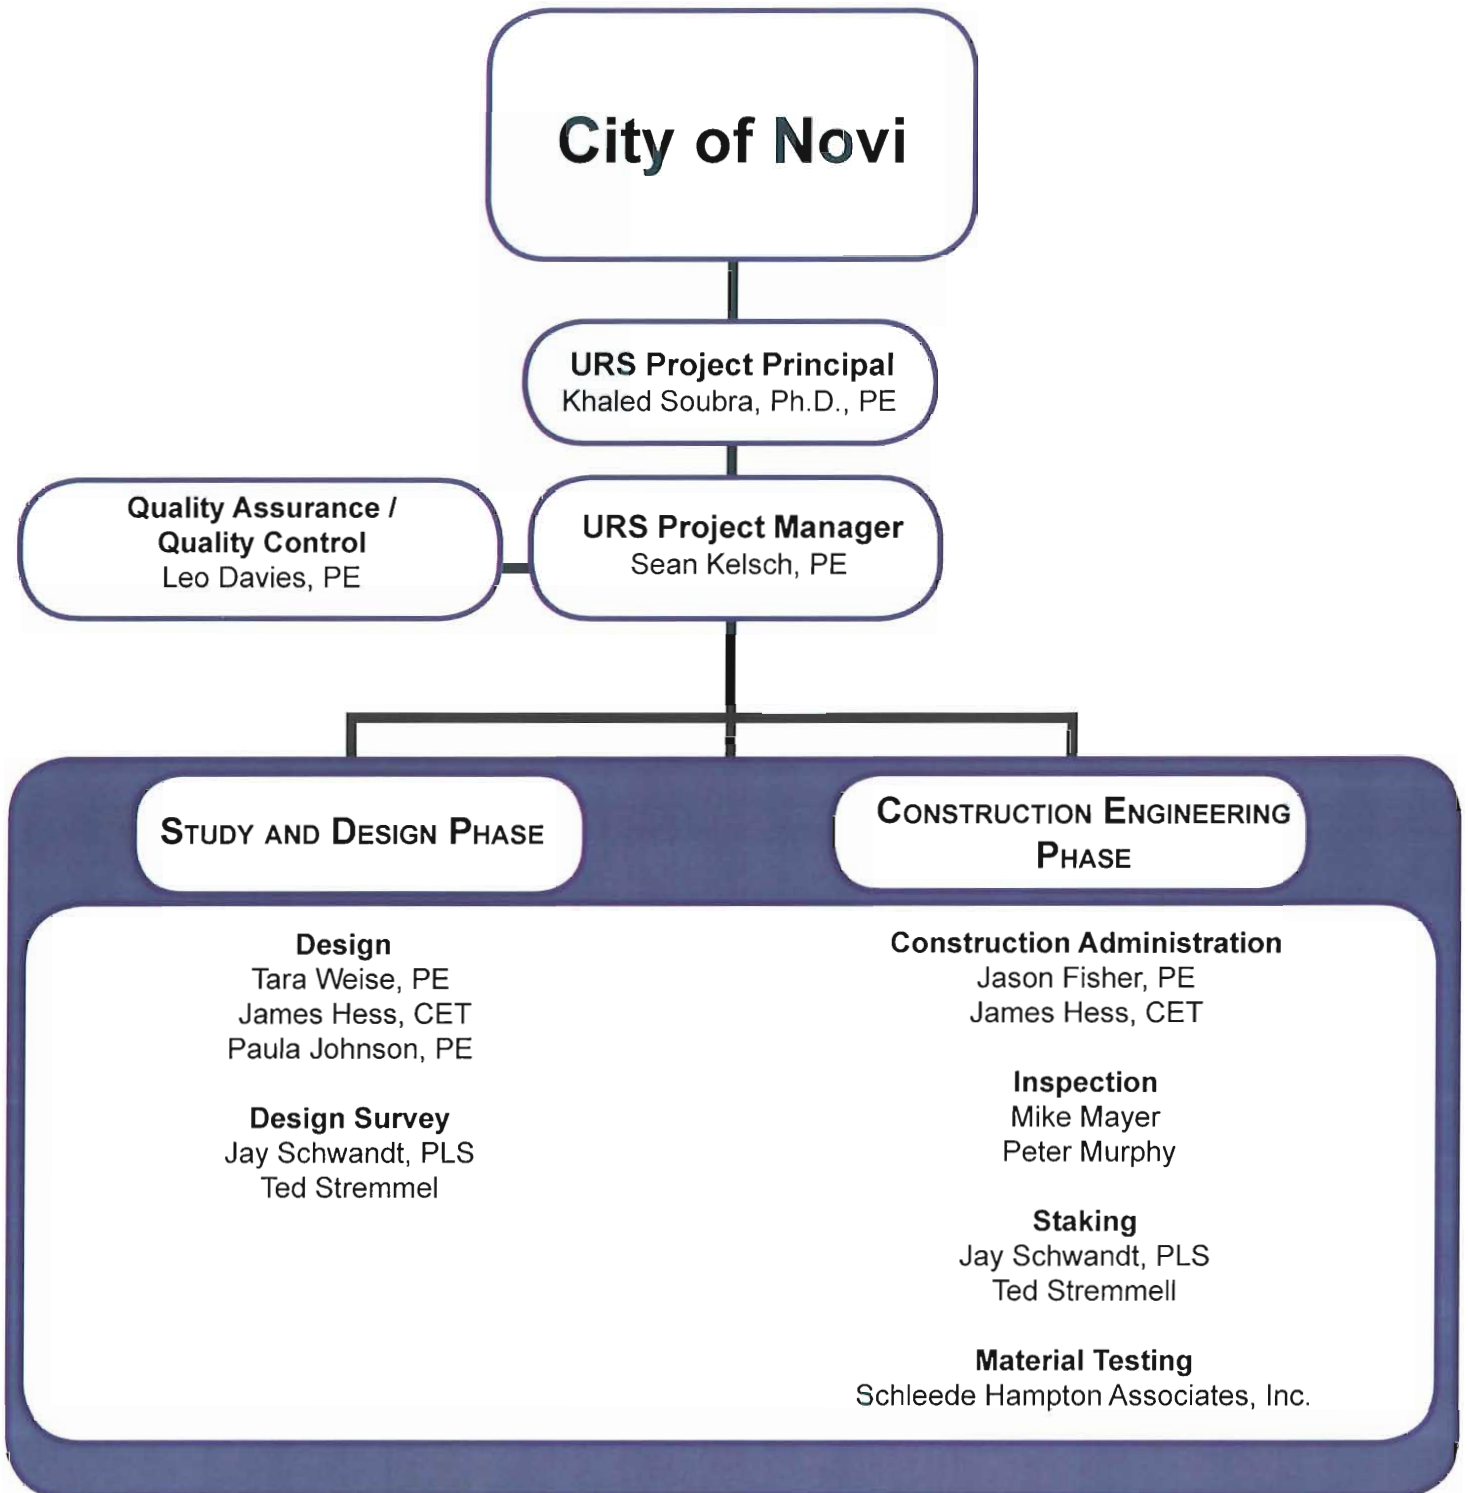 City of Novi
URS Project Principal
Khaled Soubra, Ph.D., PE
Quality Assurance /
Quality Control
Leo Davies, PE
URS Project Manager
Sean Kelsch, PE
STUDY AND DESIGN PHASE
Design
Tara Weise, PE
James Hess, CET
Paula Johnson, PE
Design Survey
Jay Schwandt, PLS
Ted Stremmel
CONSTRUCTION ENGINEERING
PHASE
Construction Administration
Jason Fisher, PE
James Hess, CET
Inspection
Mike Mayer
Peter Murphy
Staking
Jay Schwandt, PLS
Ted Stremmell
Material Testing
Schleede Hampton Associates, Inc.